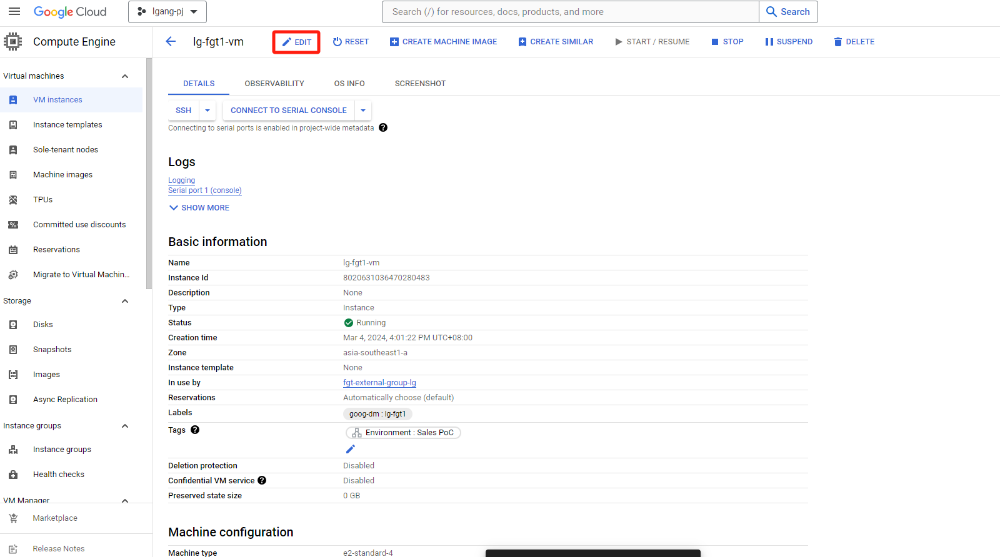 Google Cloud
lgang-pj
Search (/) for resources, docs, products, and more
Search
Compute Engine
lg-fgt1-vm
EDIT
RESET
CREATE MACHINE IMAGE
CREATE SIMILAR
START / RESUME
STOP
SUSPEND
DELETE
Virtual machines
VM instances
Instance templates
Sole-tenant nodes
Machine images
TPUs
Committed use discounts
Reservations
Migrate to Virtual Machin...
Storage
Disks
Snapshots
Images
Async Replication
Instance groups
Instance groups
Health checks
VM Manager
Marketplace
Release Notes
DETAILS
OBSERVABILITY
OS INFO
SCREENSHOT
SSH
CONNECT TO SERIAL CONSOLE
Connecting to serial ports is enabled in project-wide metadata
Logs
Logging
Serial port 1 (console)
SHOW MORE
Basic information
Name lg-fgt1-vm
Instance Id 8020631036470280483
Description None
Type Instance
Status Running
Creation time Mar 4, 2024, 4:01:22 PM UTC+08:00
Zone asia-southeast1-a
Instance template None
In use by fgt-external-group-lg
Reservations Automatically choose (default)
Labels goog-dm : lg-fgt1
Tags Environment : Sales PoC
Deletion protection Disabled
Confidential VM service Disabled
Preserved state size 0 GB
Machine configuration
Machine type e2-standard-4